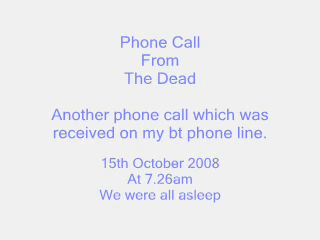 Phone Call
From
The Dead
Another phone call which was
received on my bt phone line.
15th October 2008
At 7.26am
We were all asleep